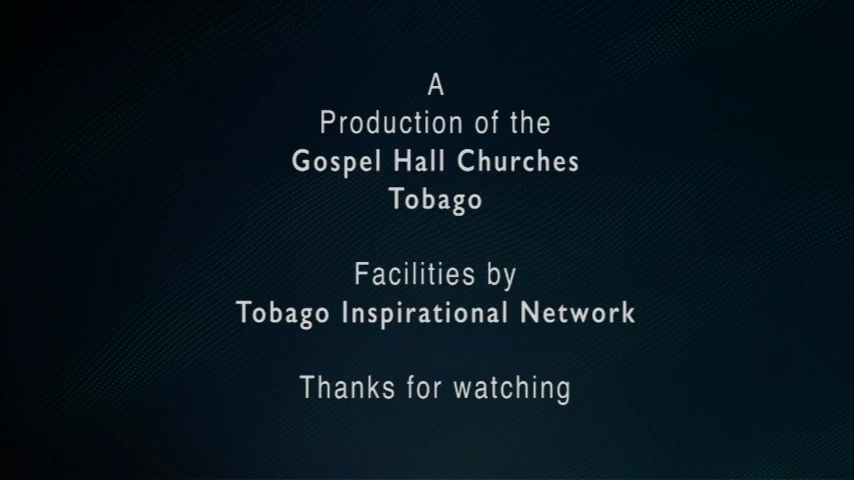 A
Production of the
Gospel Hall Churches
Tobago
Facilities by
Tobago Inspirational Network
Thanks for watching